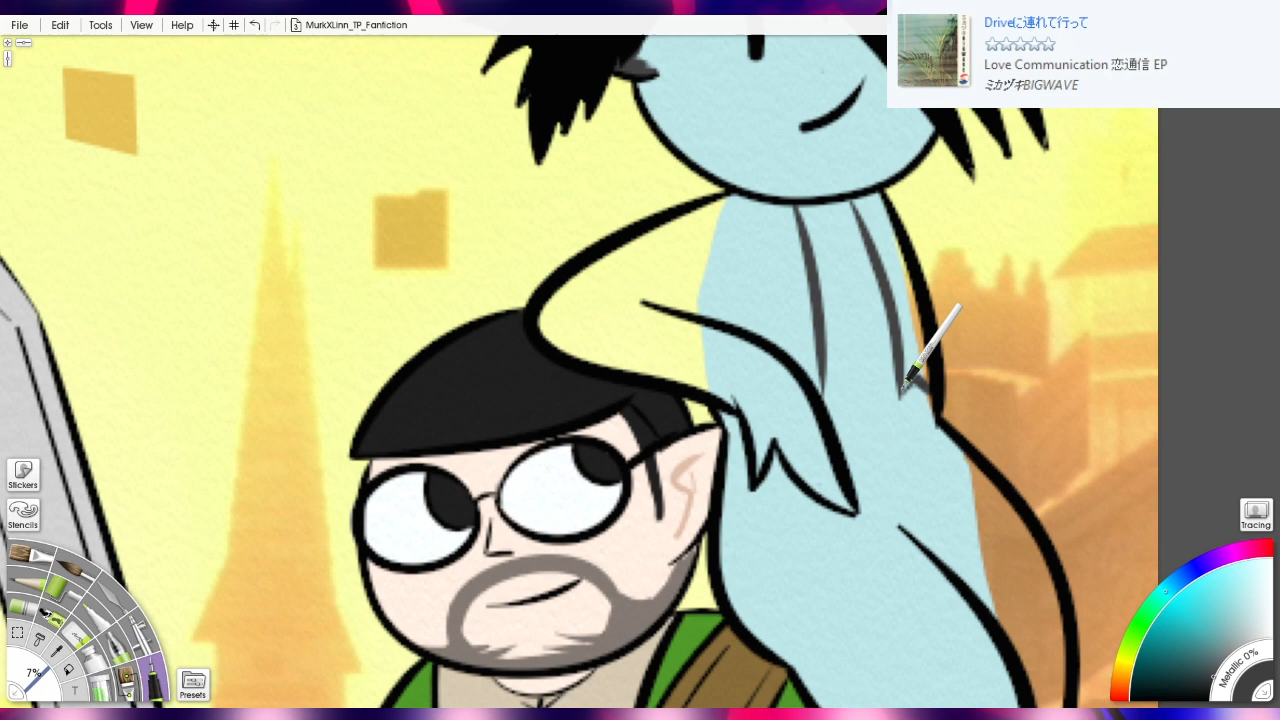 File Edit Tools View Help MurkXLinn_TP_Fanfiction
Driveに連れて行って
Love Communication 恋通信 EP
ミカヅキBIGWAVE
Stickers
Stencils
Tracing
7%
T
Presets
Metallic 0%